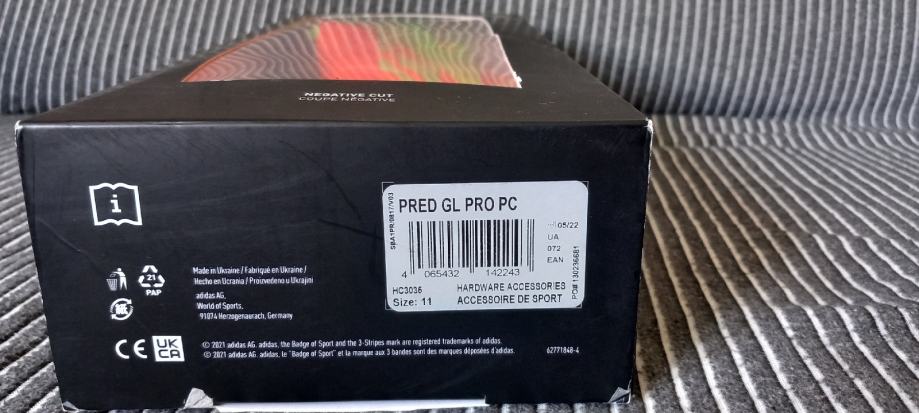 NEGATIVE CUT
COUPE NÉGATIVE
i
PRED GL PRO PC
05/22
UA
072
EAN
4 065432 142243
HC3035
HARDWARE ACCESSORIES
Size: 11
ACCESSOIRE DE SPORT
PO#:130236681
21
PAP
Made in Ukraine / Fabriqué en Ukraine /
Hecho en Ucrania / Proizvedeno u Ukrajini
adidas AG,
World of Sports,
91074 Herzogenaurach, Germany
CE UK
CA
© 2021 adidas AG. adidas, the Badge of Sport and the 3-Stripes mark are registered trademarks of adidas.
© 2021 adidas AG. adidas, le "Badge of Sport" et la marque aux 3 bandes sont des marques déposées d'adidas.
62771848-4